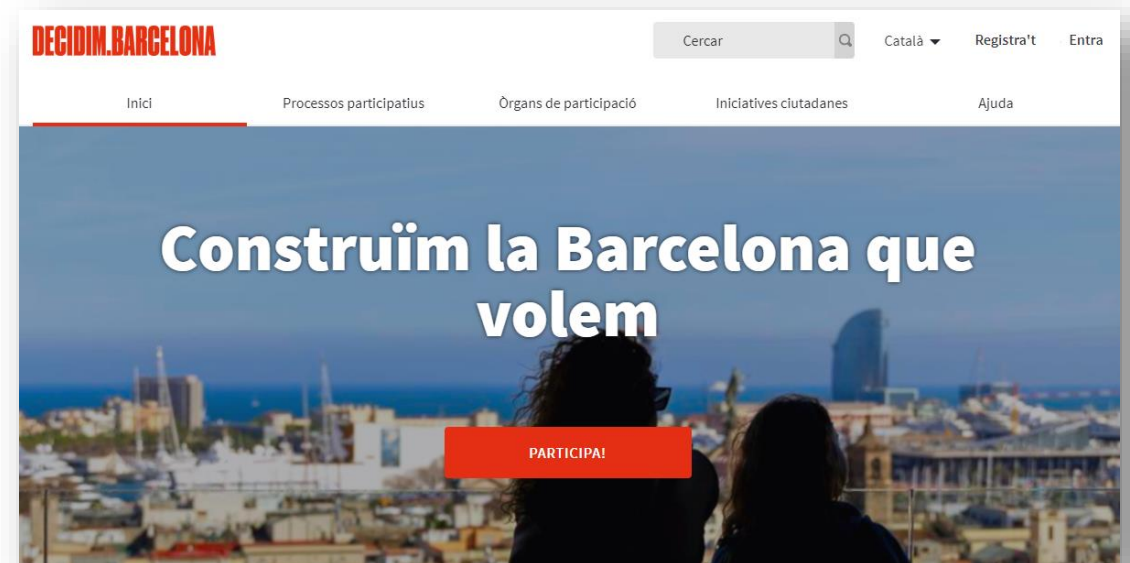 DECIDIM.BARCELONA
Cercar
Català
Registra't
Entra
Inici
Processos participatius
Òrgans de participació
Iniciatives ciutadanes
Ajuda
Construïm la Barcelona que
volem
PARTICIPA!